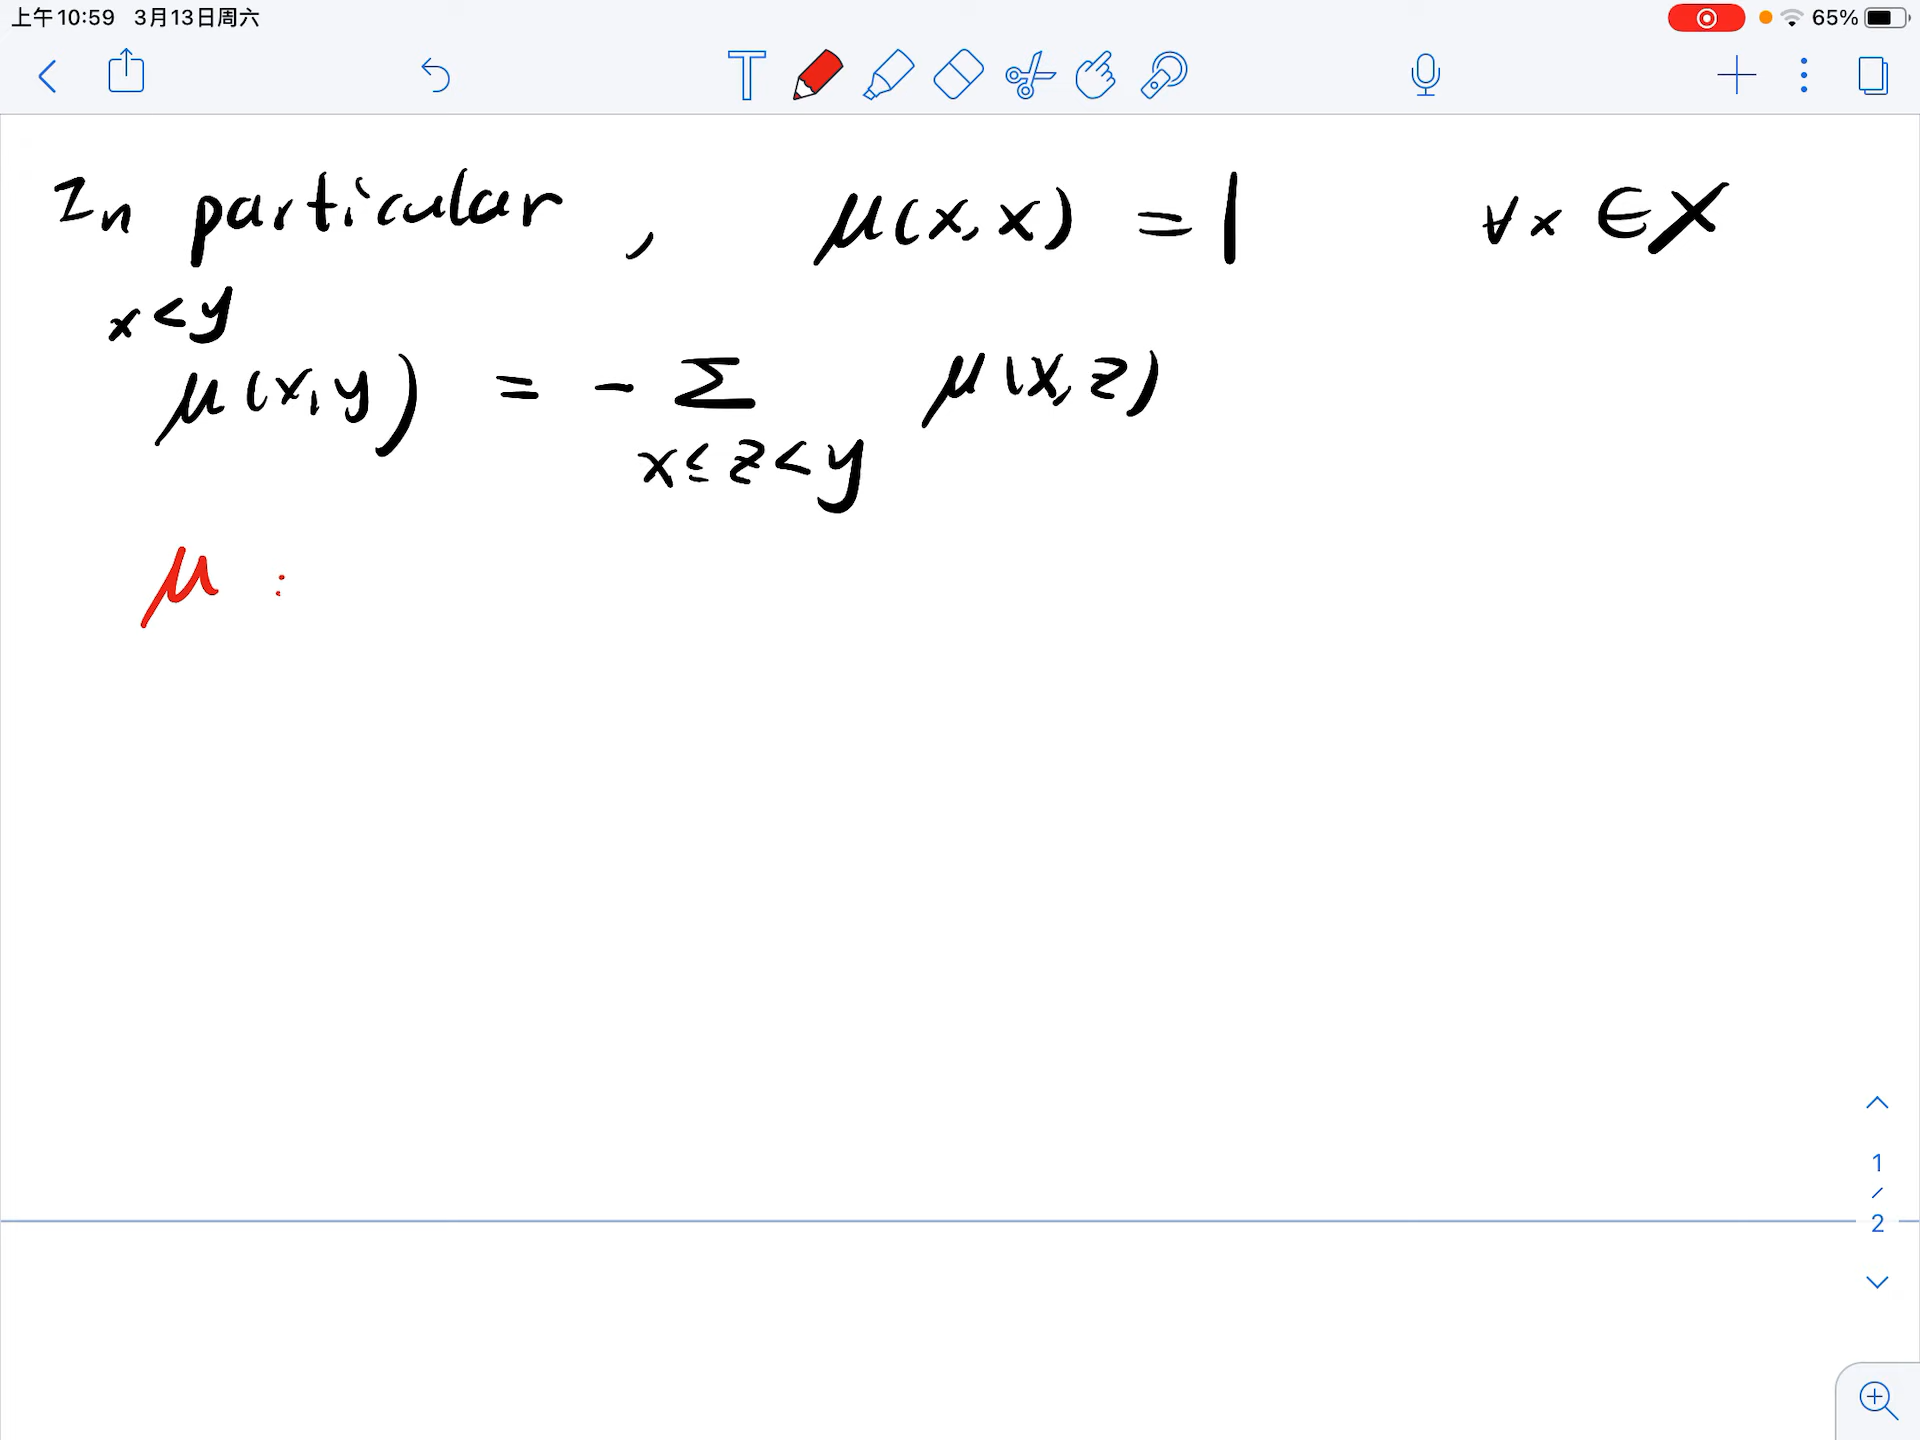 上午10:59 3月13日周六 65%
In particular, μ(x,x) = 1 ∀x ∈ X
x<y
μ(x,y) = - Σ μ(x,z)
x≤z<y
μ :
1
/
2